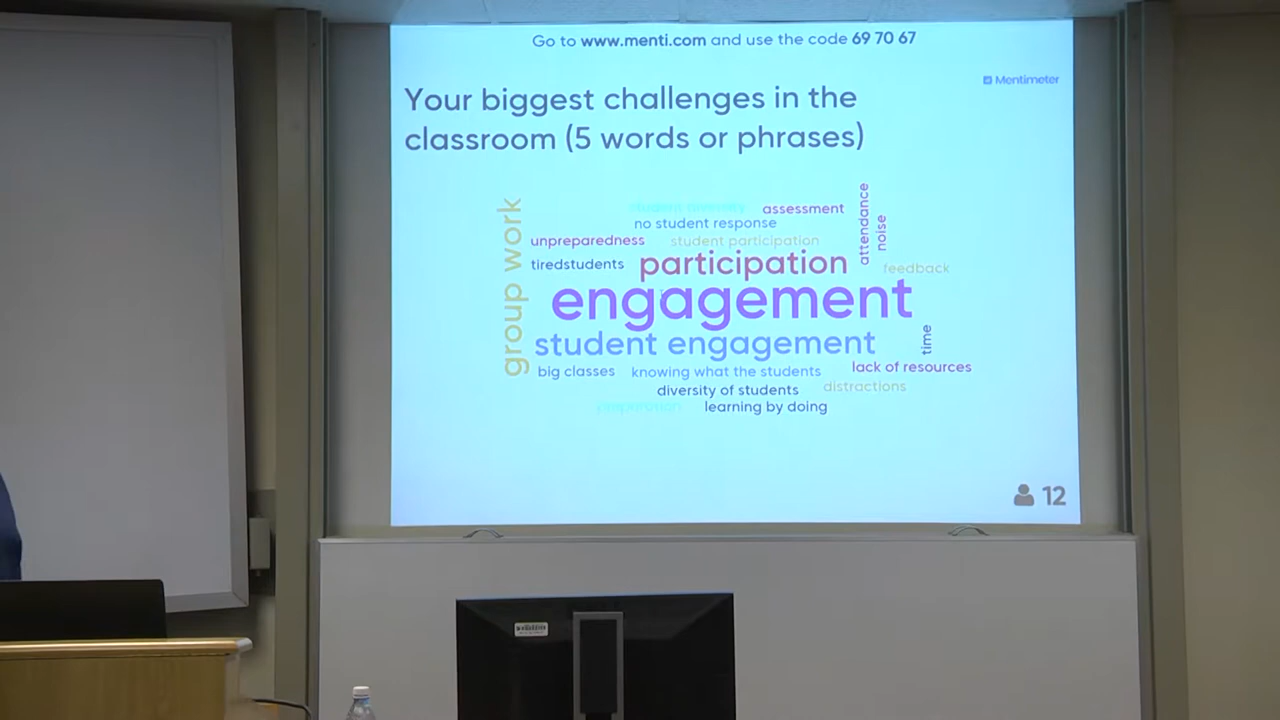 Go to www.menti.com and use the code 69 70 67
Mentimeter
Your biggest challenges in the
classroom (5 words or phrases)
group work
assessment
attendance
no student response
noise
unpreparedness
student participation
tiredstudents
participation
feedback
engagement
student engagement
time
big classes
knowing what the students
lack of resources
diversity of students
distractions
learning by doing
12